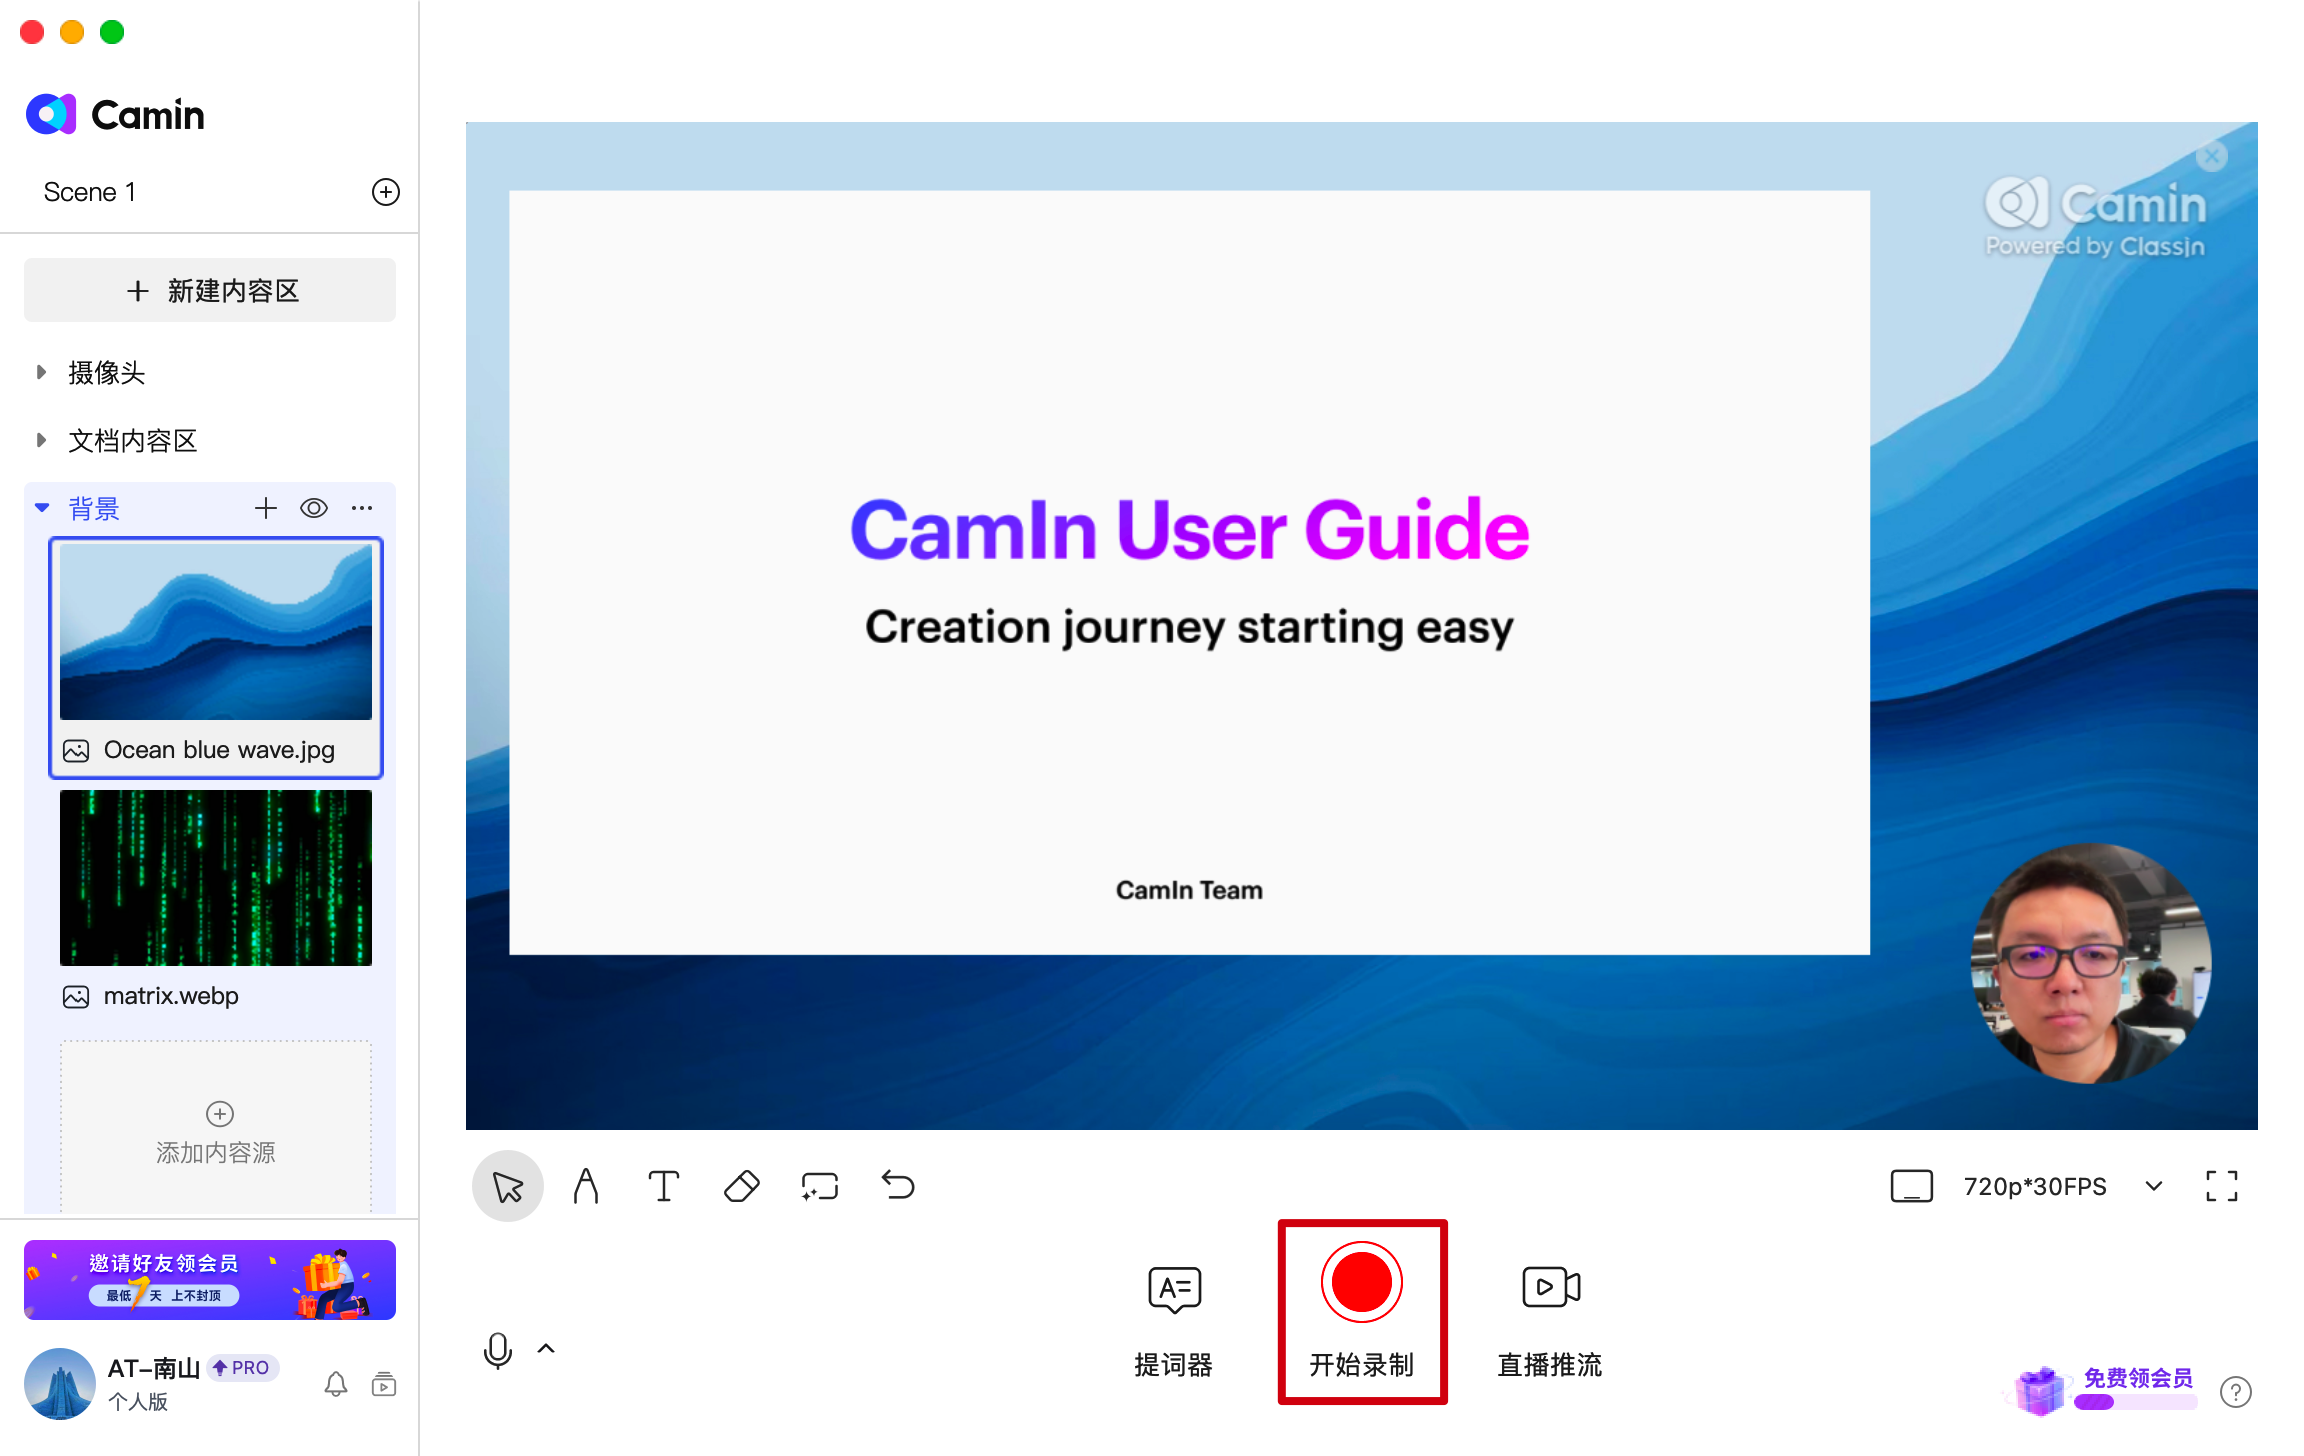 Camin
Scene 1
新建内容区
摄像头
文档内容区
背景
Ocean blue wave.jpg
matrix.webp
添加内容源
邀请好友领会员
最低7天 上不封顶
AT-南山 PRO
个人版
Camin
Powered by ClassIn
CamIn User Guide
Creation journey starting easy
CamIn Team
720p*30FPS
提词器
开始录制
直播推流
免费领会员